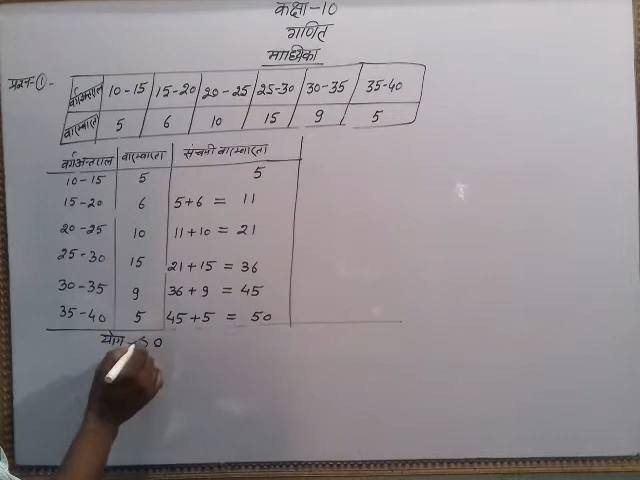 कक्षा-10
गणित
माध्यिका
प्रश्न-①- वर्गअन्तराल 10-15 15-20 20-25 25-30 30-35 35-40
बारम्बारता 5 6 10 15 9 5
वर्गअन्तराल बारम्बारता संचयी बारम्बारता
10-15 5 5
15-20 6 5+6 = 11
20-25 10 11+10 = 21
25-30 15 21+15 = 36
30-35 9 36+9 = 45
35-40 5 45+5 = 50
योग-50